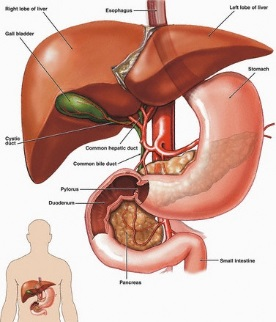 Right lobe of liver
Esophagus
Left lobe of liver
Gall bladder
Stomach
Cystic
duct
Common hepatic duct
Common bile duct
Pylorus
Duodenum
Small intestine
Pancreas